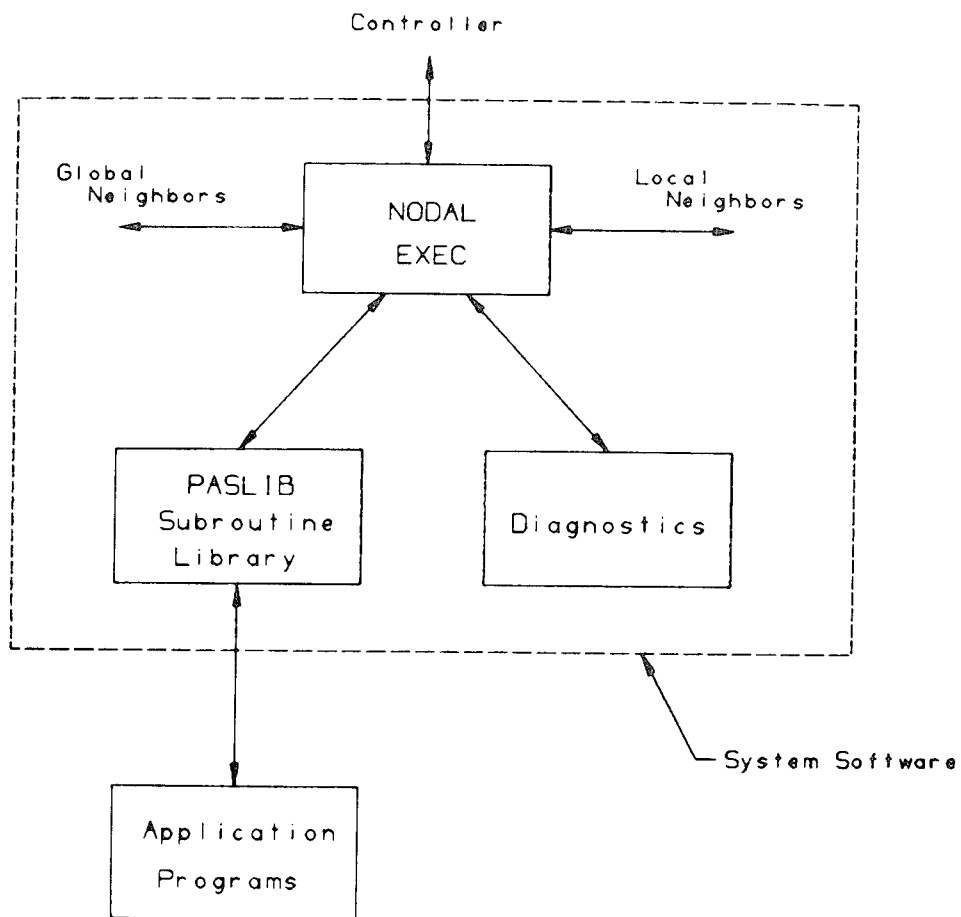 Controller
Global
Neighbors
Local
Neighbors
NODAL
EXEC
PASLIB
Subroutine
Library
Diagnostics
System Software
Application
Programs